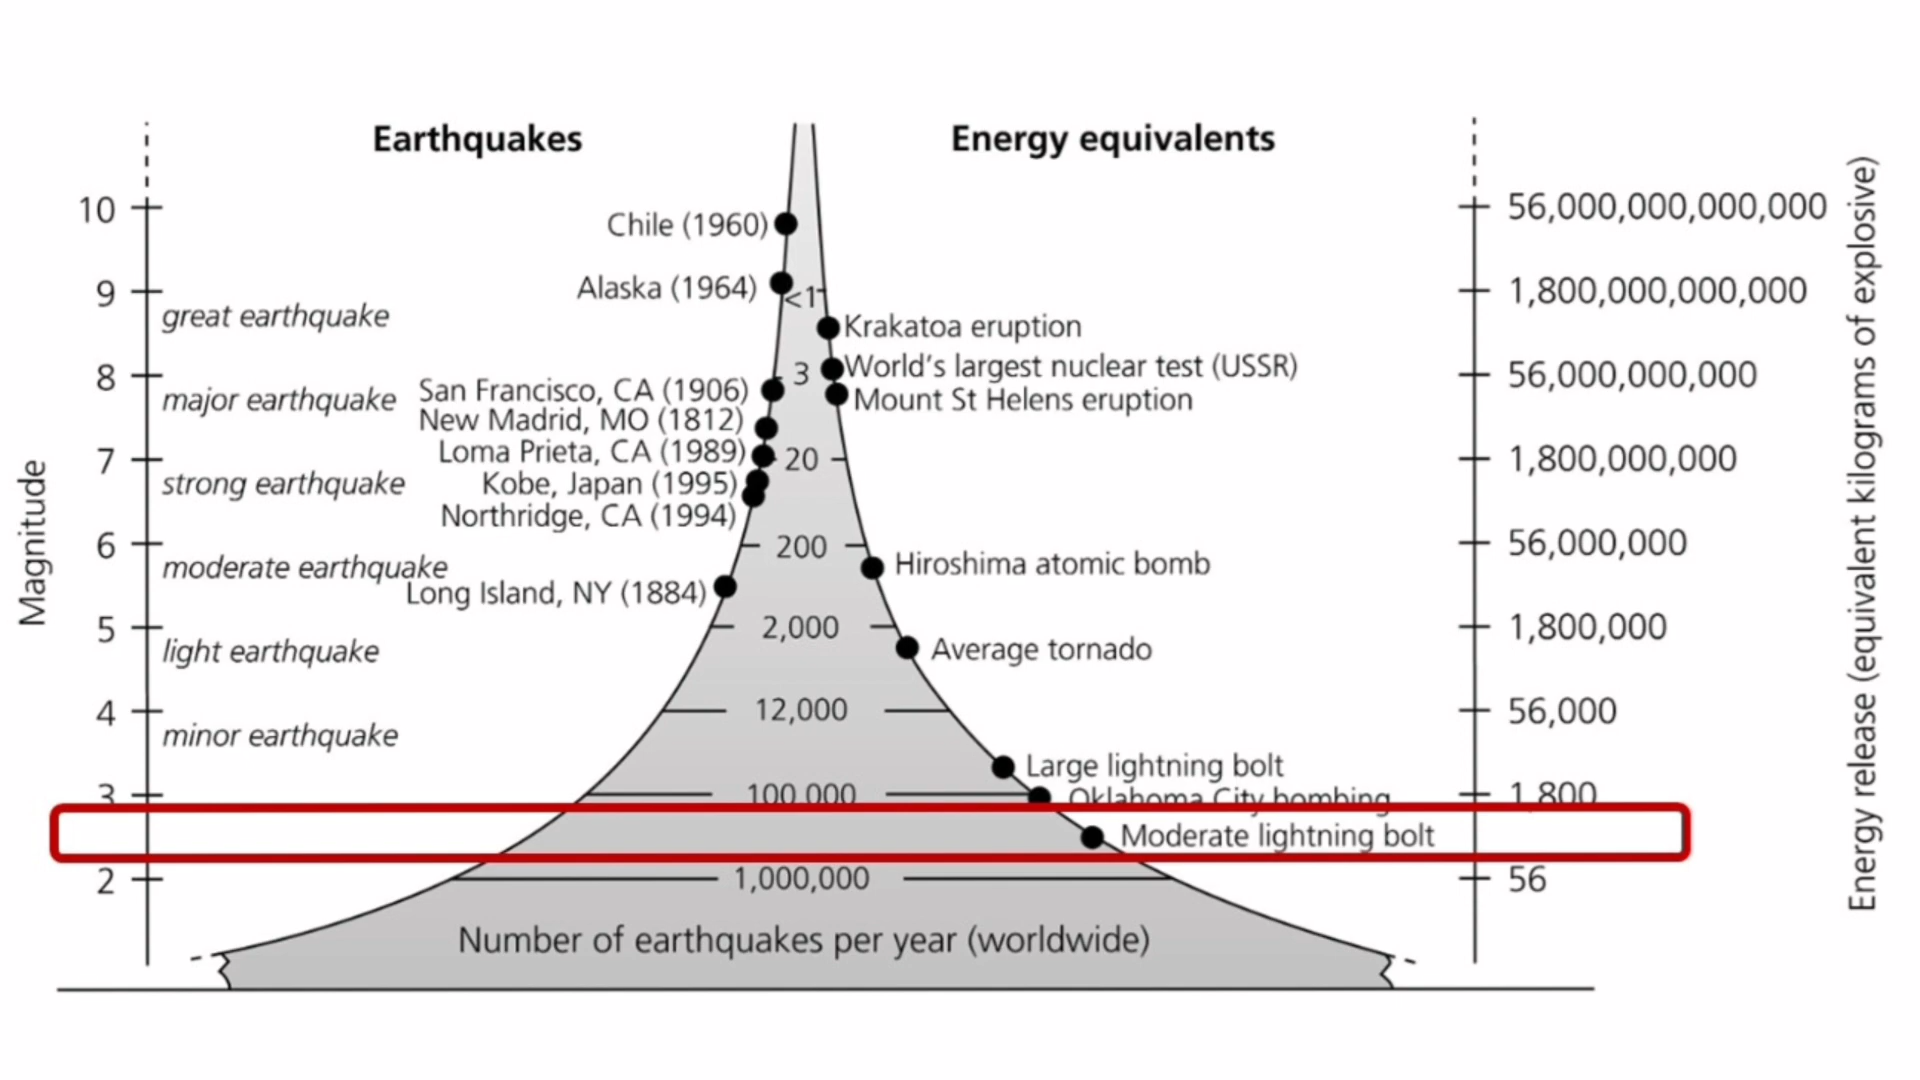 Earthquakes
Energy equivalents
Magnitude
10
9
8
7
6
5
4
3
2
great earthquake
major earthquake
strong earthquake
moderate earthquake
light earthquake
minor earthquake
Chile (1960)
Alaska (1964)
San Francisco, CA (1906)
New Madrid, MO (1812)
Loma Prieta, CA (1989)
Kobe, Japan (1995)
Northridge, CA (1994)
Long Island, NY (1884)
<1
3
20
200
2,000
12,000
100,000
1,000,000
Number of earthquakes per year (worldwide)
Krakatoa eruption
World's largest nuclear test (USSR)
Mount St Helens eruption
Hiroshima atomic bomb
Average tornado
Large lightning bolt
Oklahoma City bombing
Moderate lightning bolt
56,000,000,000,000
1,800,000,000,000
56,000,000,000
1,800,000,000
56,000,000
1,800,000
56,000
1,800
56
Energy release (equivalent kilograms of explosive)